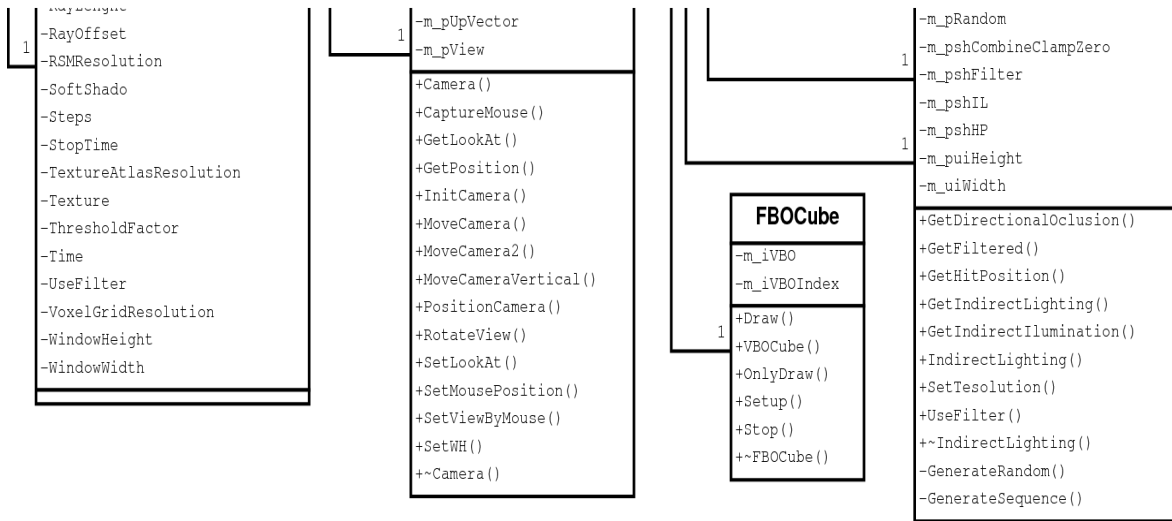 -RayOffset
-RSMResolution
-SoftShado
-Steps
-StopTime
-TextureAtlasResolution
-Texture
-ThresholdFactor
-Time
-UseFilter
-VoxelGridResolution
-WindowHeight
-WindowWidth
1
-m_pUpVector
-m_pView
+Camera()
+CaptureMouse()
+GetLookAt()
+GetPosition()
+InitCamera()
+MoveCamera()
+MoveCamera2()
+MoveCameraVertical()
+PositionCamera()
+RotateView()
+SetLookAt()
+SetMousePosition()
+SetViewByMouse()
+SetWH()
+~Camera()
1
FBOCube
-m_iVBO
-m_iVBOIndex
+Draw()
+VBOCube()
+OnlyDraw()
+Setup()
+Stop()
+~FBOCube()
1
-m_pRandom
-m_pshCombineClampZero
-m_pshFilter
-m_pshIL
-m_pshHP
-m_puiHeight
-m_uiWidth
+GetDirectionalOclusion()
+GetFiltered()
+GetHitPosition()
+GetIndirectLighting()
+GetIndirectIlumination()
+IndirectLighting()
+SetTesolution()
+UseFilter()
+~IndirectLighting()
-GenerateRandom()
-GenerateSequence()
1
1